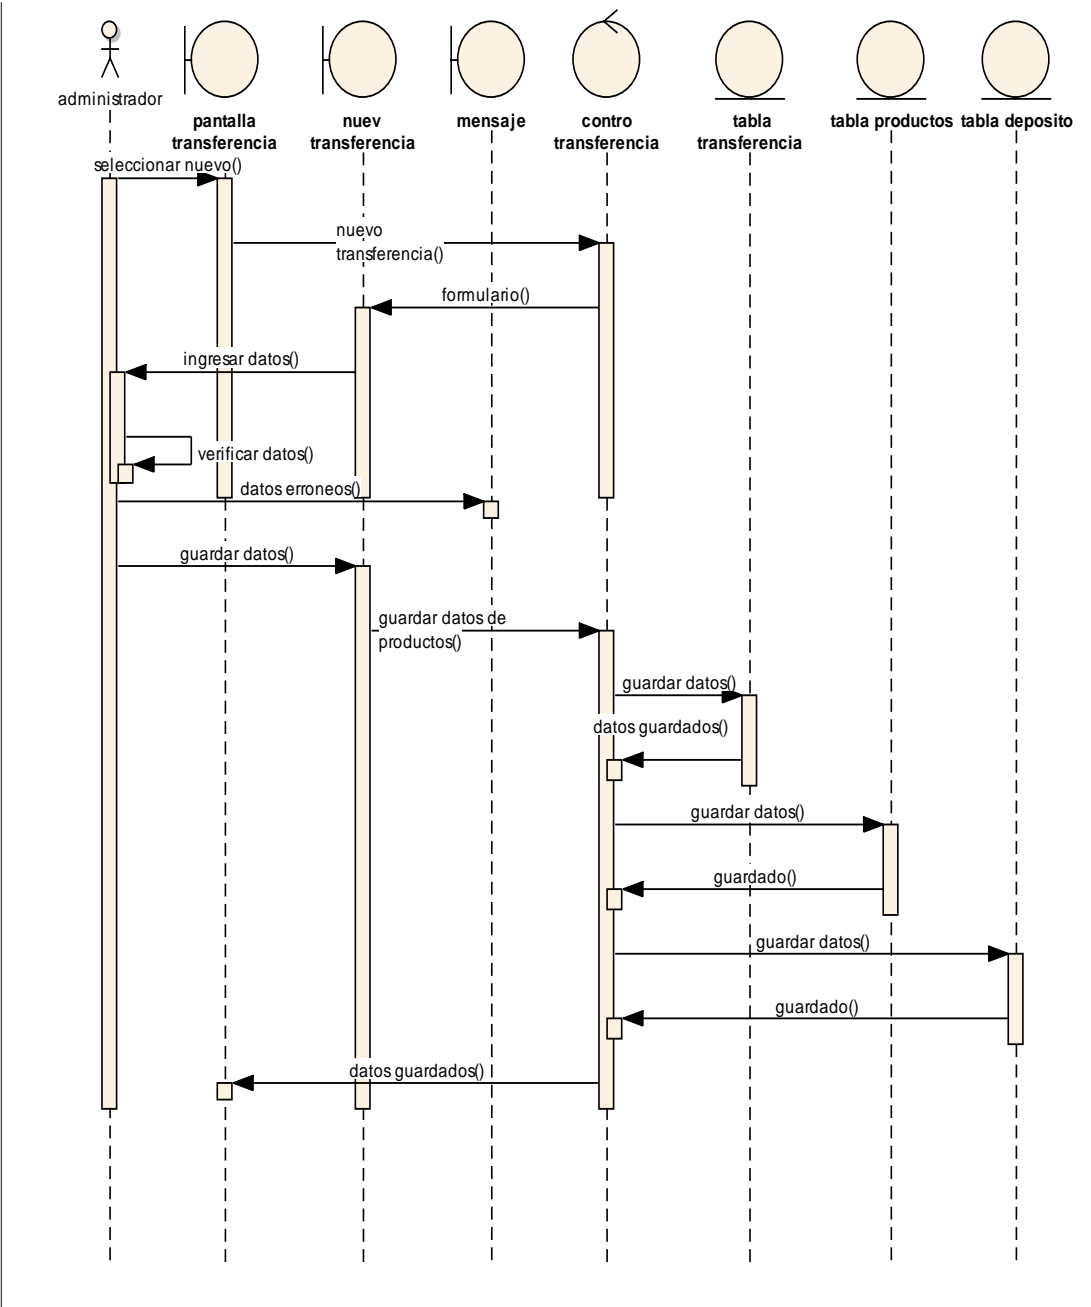 administrador
pantalla
transferencia
nuev
transferencia
mensaje
contro
transferencia
tabla
transferencia
tabla productos
tabla deposito
seleccionar nuevo()
nuevo
transferencia()
formulario()
ingresar datos()
verificar datos()
datos erroneos()
guardar datos()
guardar datos de
productos()
guardar datos()
datos guardados()
guardar datos()
guardado()
guardar datos()
guardado()
datos guardados()